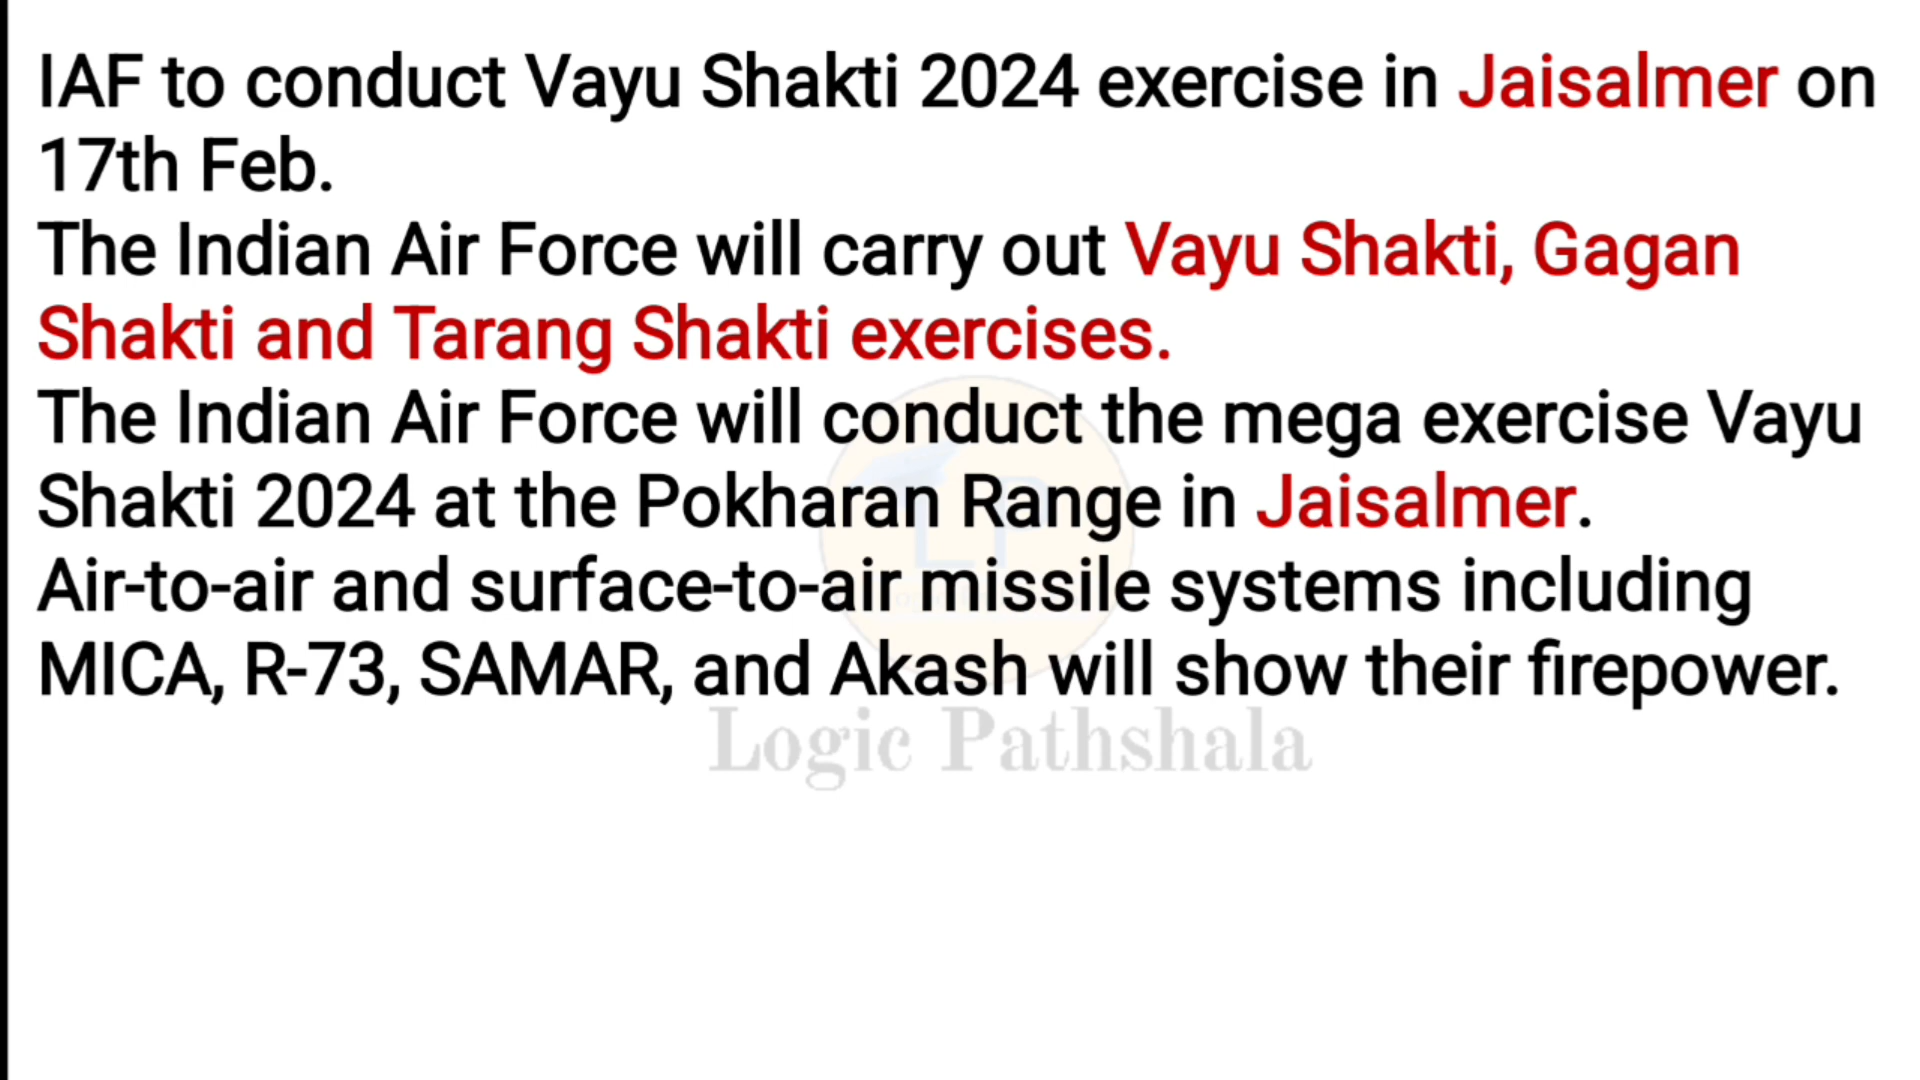 IAF to conduct Vayu Shakti 2024 exercise in Jaisalmer on
17th Feb.
The Indian Air Force will carry out Vayu Shakti, Gagan
Shakti and Tarang Shakti exercises.
The Indian Air Force will conduct the mega exercise Vayu
Shakti 2024 at the Pokharan Range in Jaisalmer.
Air-to-air and surface-to-air missile systems including
MICA, R-73, SAMAR, and Akash will show their firepower.
LP
Logic Pathshala